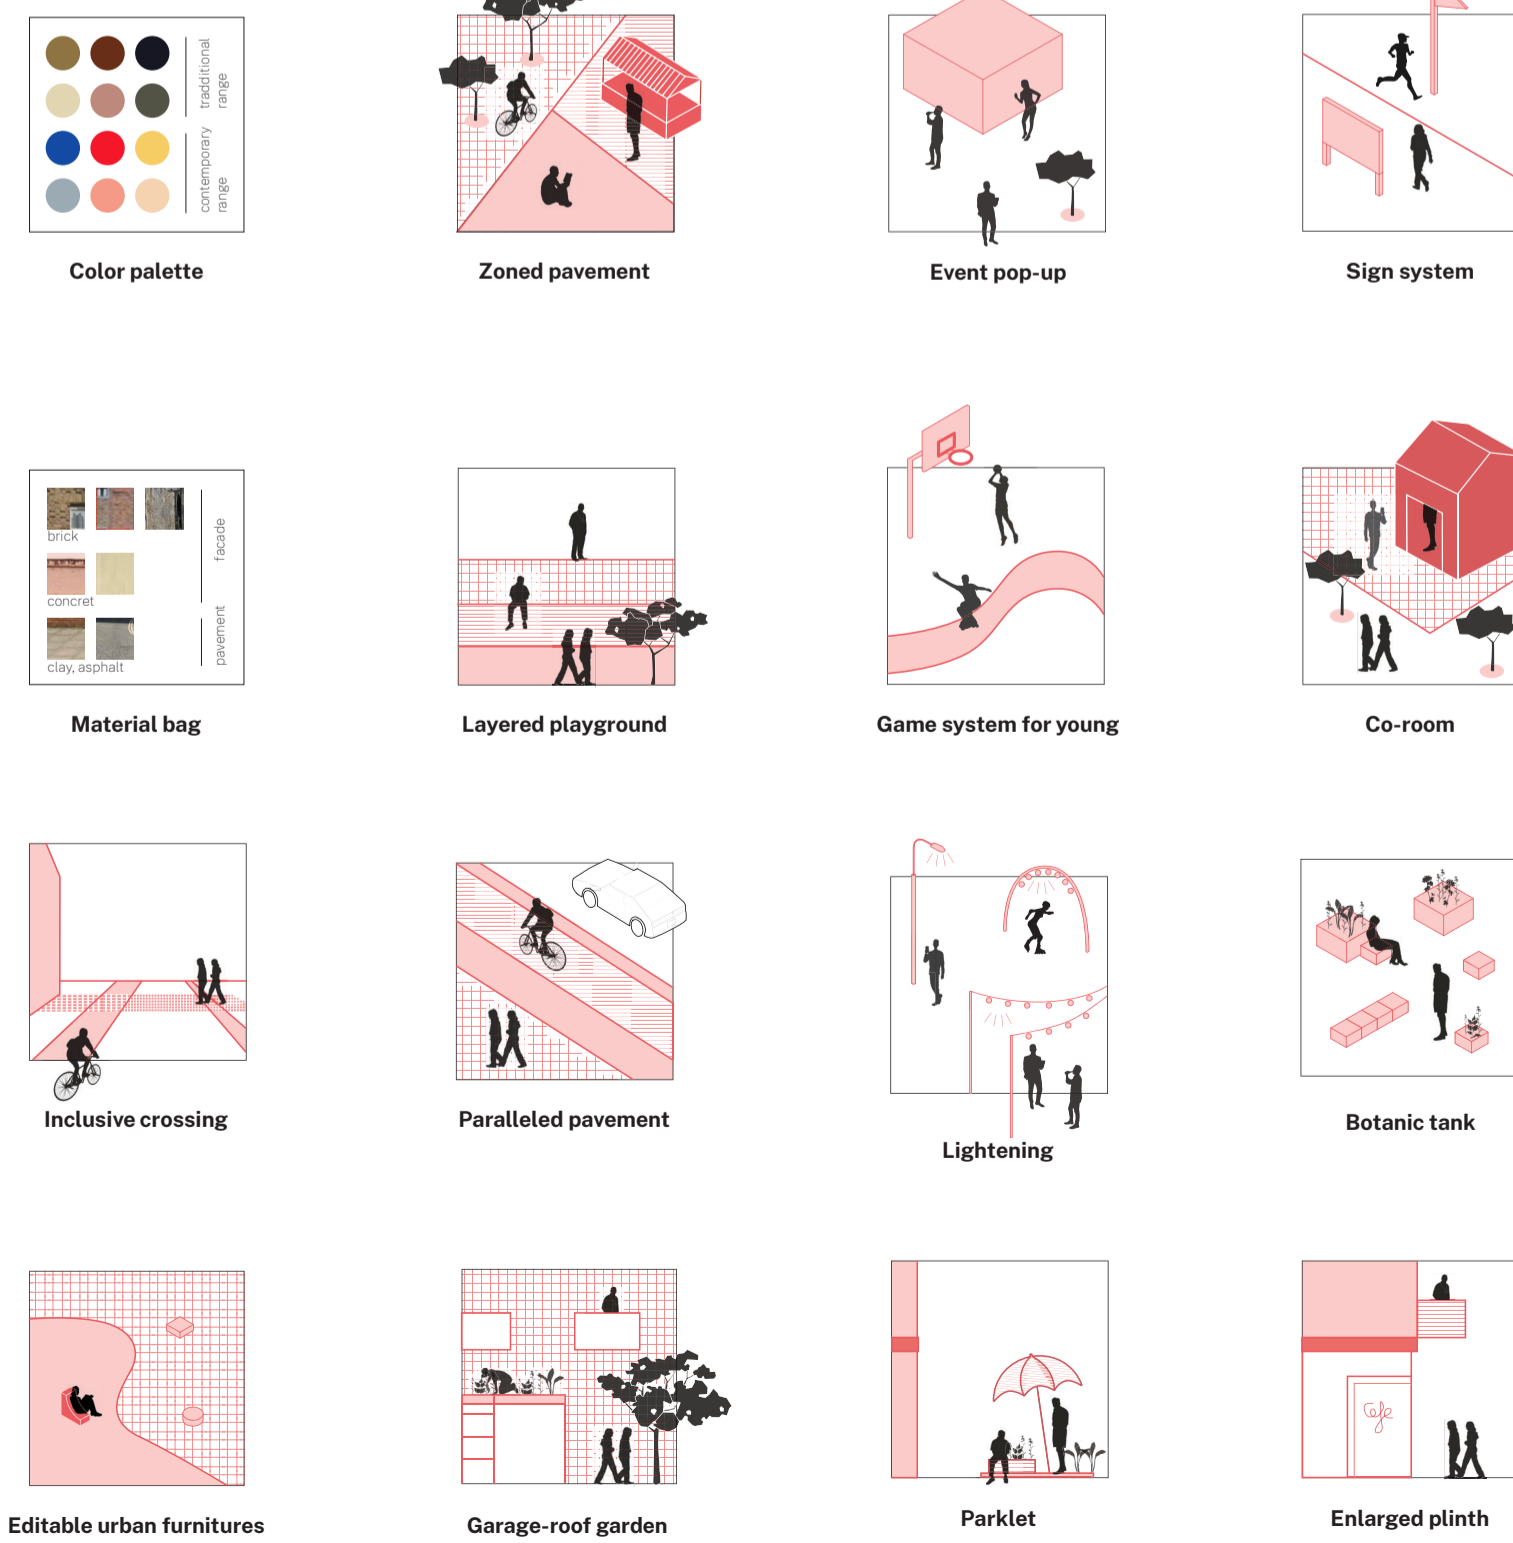 tradditional
range
contemporary
range
Color palette
Zoned pavement
Event pop-up
Sign system
brick
concret
clay, asphalt
facade
pavement
Material bag
Layered playground
Game system for young
Co-room
Inclusive crossing
Paralleled pavement
Lightening
Botanic tank
Cafe
Editable urban furnitures
Garage-roof garden
Parklet
Enlarged plinth